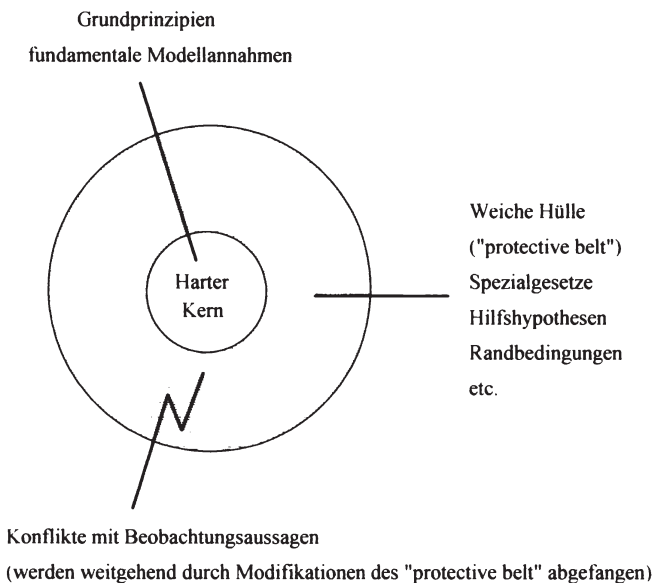 Grundprinzipien
fundamentale Modellannahmen
Harter
Kern
Weiche Hülle
("protective belt")
Spezialgesetze
Hilfshypothesen
Randbedingungen
etc.
Konflikte mit Beobachtungsaussagen
(werden weitgehend durch Modifikationen des "protective belt" abgefangen)